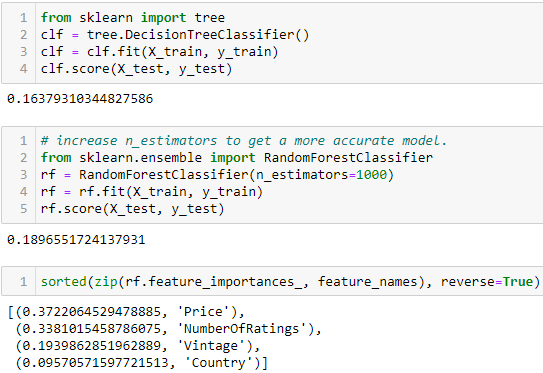 1 from sklearn import tree
2 clf = tree.DecisionTreeClassifier()
3 clf = clf.fit(X_train, y_train)
4 clf.score(X_test, y_test)
0.16379310344827586
1 # increase n_estimators to get a more accurate model.
2 from sklearn.ensemble import RandomForestClassifier
3 rf = RandomForestClassifier(n_estimators=1000)
4 rf = rf.fit(X_train, y_train)
5 rf.score(X_test, y_test)
0.1896551724137931
1 sorted(zip(rf.feature_importances_, feature_names), reverse=True)
[(0.3722064529478885, 'Price'),
(0.3381015458786075, 'NumberOfRatings'),
(0.1939862851962889, 'Vintage'),
(0.09570571597721513, 'Country')]